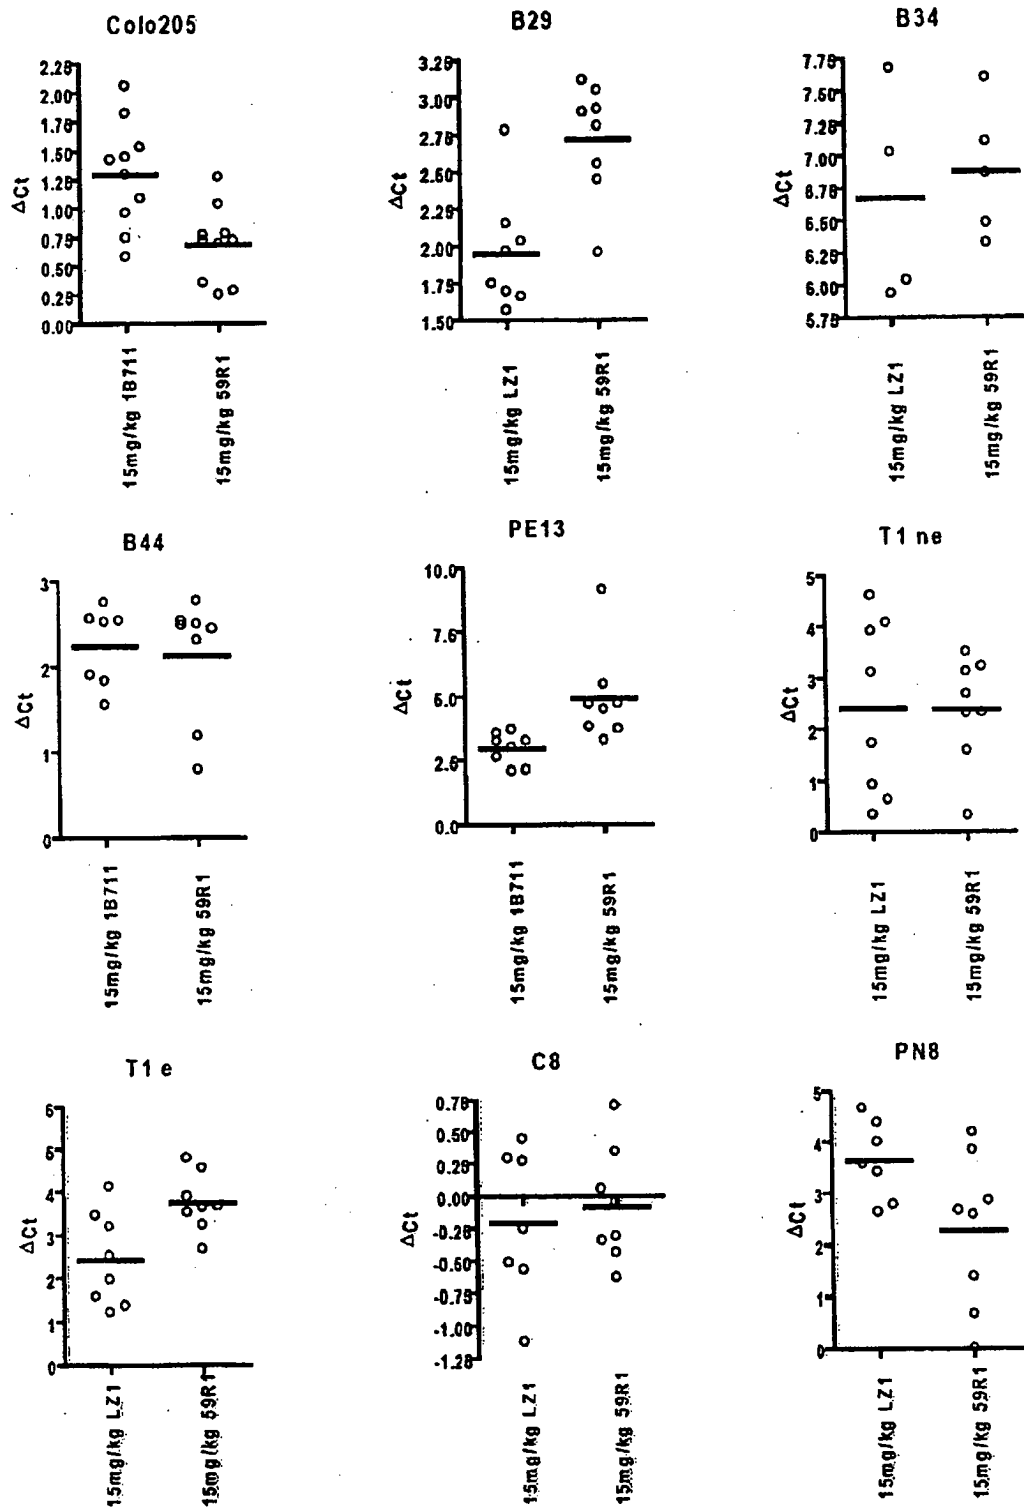 Colo205
B29
B34
ΔCt
2.25
2.00
1.75
1.50
1.25
1.00
0.75
0.50
0.25
0.00
15mg/kg 1B711
15mg/kg 59R1
ΔCt
3.25
3.00
2.75
2.50
2.25
2.00
1.75
1.50
15mg/kg LZ1
15mg/kg 59R1
ΔCt
7.75
7.50
7.25
7.00
6.75
6.50
6.25
6.00
5.75
15mg/kg LZ1
15mg/kg 59R1
B44
PE13
T1 ne
ΔCt
3
2
1
0
15mg/kg 1B711
15mg/kg 59R1
ΔCt
10.0
7.5
5.0
2.5
0.0
15mg/kg 1B711
15mg/kg 59R1
ΔCt
5
4
3
2
1
0
15mg/kg LZ1
15mg/kg 59R1
T1 e
C8
PN8
ΔCt
6
5
4
3
2
1
0
15mg/kg LZ1
15mg/kg 59R1
ΔCt
0.75
0.50
0.25
0.00
-0.25
-0.50
-0.75
-1.00
-1.25
15mg/kg LZ1
15mg/kg 59R1
ΔCt
5
4
3
2
1
0
15mg/kg LZ1
15mg/kg 59R1